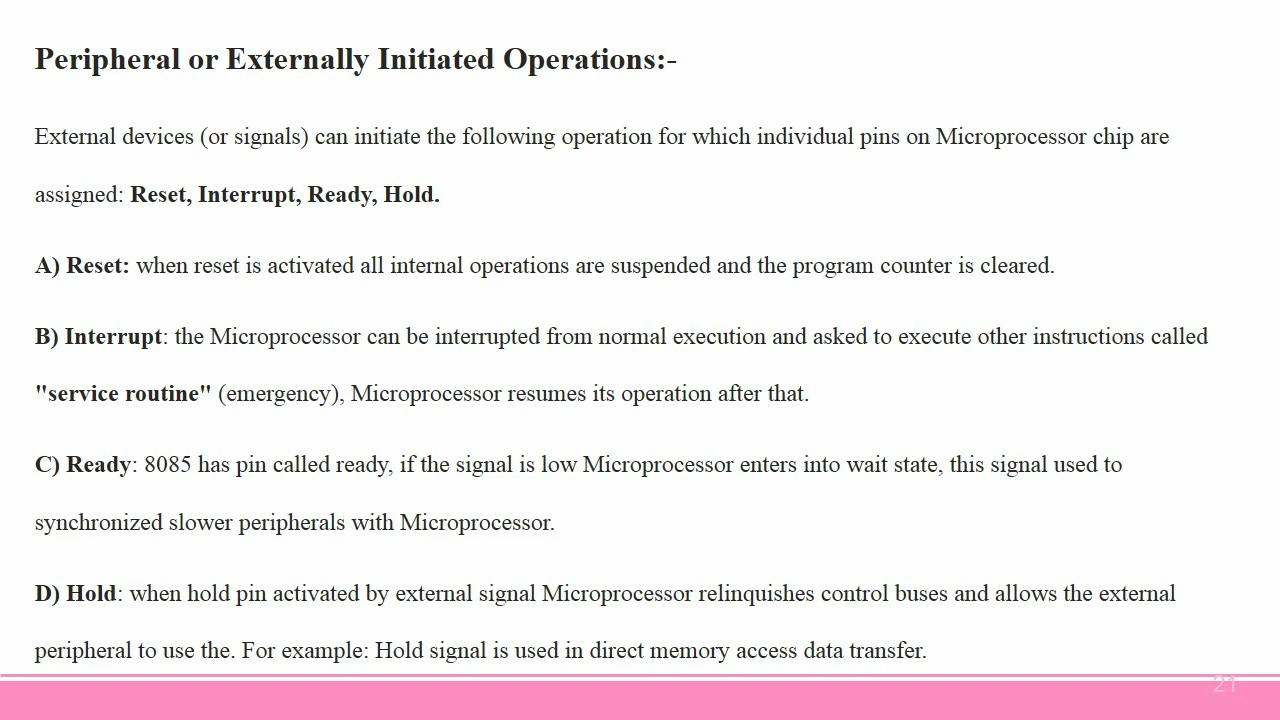 Peripheral or Externally Initiated Operations:-
External devices (or signals) can initiate the following operation for which individual pins on Microprocessor chip are
assigned: Reset, Interrupt, Ready, Hold.
A) Reset: when reset is activated all internal operations are suspended and the program counter is cleared.
B) Interrupt: the Microprocessor can be interrupted from normal execution and asked to execute other instructions called
"service routine" (emergency), Microprocessor resumes its operation after that.
C) Ready: 8085 has pin called ready, if the signal is low Microprocessor enters into wait state, this signal used to
synchronized slower peripherals with Microprocessor.
D) Hold: when hold pin activated by external signal Microprocessor relinquishes control buses and allows the external
peripheral to use the. For example: Hold signal is used in direct memory access data transfer.
21